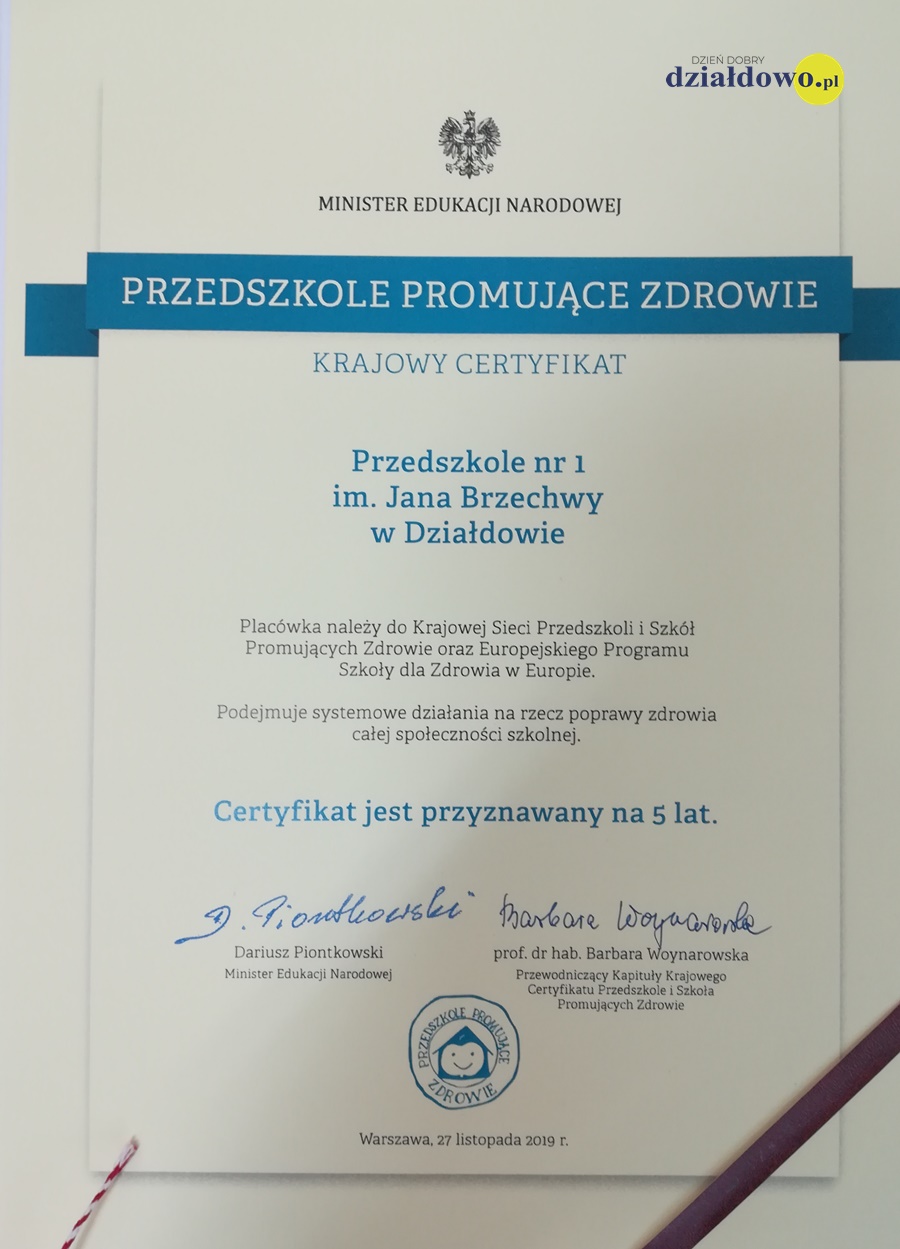 DZIEŃ DOBRY
działdowo.pl
MINISTER EDUKACJI NARODOWEJ
PRZEDSZKOLE PROMUJĄCE ZDROWIE
KRAJOWY CERTYFIKAT
Przedszkole nr 1
im. Jana Brzechwy
w Działdowie
Placówka należy do Krajowej Sieci Przedszkoli i Szkół
Promujących Zdrowie oraz Europejskiego Programu
Szkoły dla Zdrowia w Europie.
Podejmuje systemowe działania na rzecz poprawy zdrowia
całej społeczności szkolnej.
Certyfikat jest przyznawany na 5 lat.
D. Piontkowski
Barbara Woynarowska
Dariusz Piontkowski
Minister Edukacji Narodowej
prof. dr hab. Barbara Woynarowska
Przewodniczący Kapituły Krajowego
Certyfikatu Przedszkole i Szkoła
Promujących Zdrowie
PRZEDSZKOLE PROMUJĄCE
ZDROWIE
Warszawa, 27 listopada 2019 r.